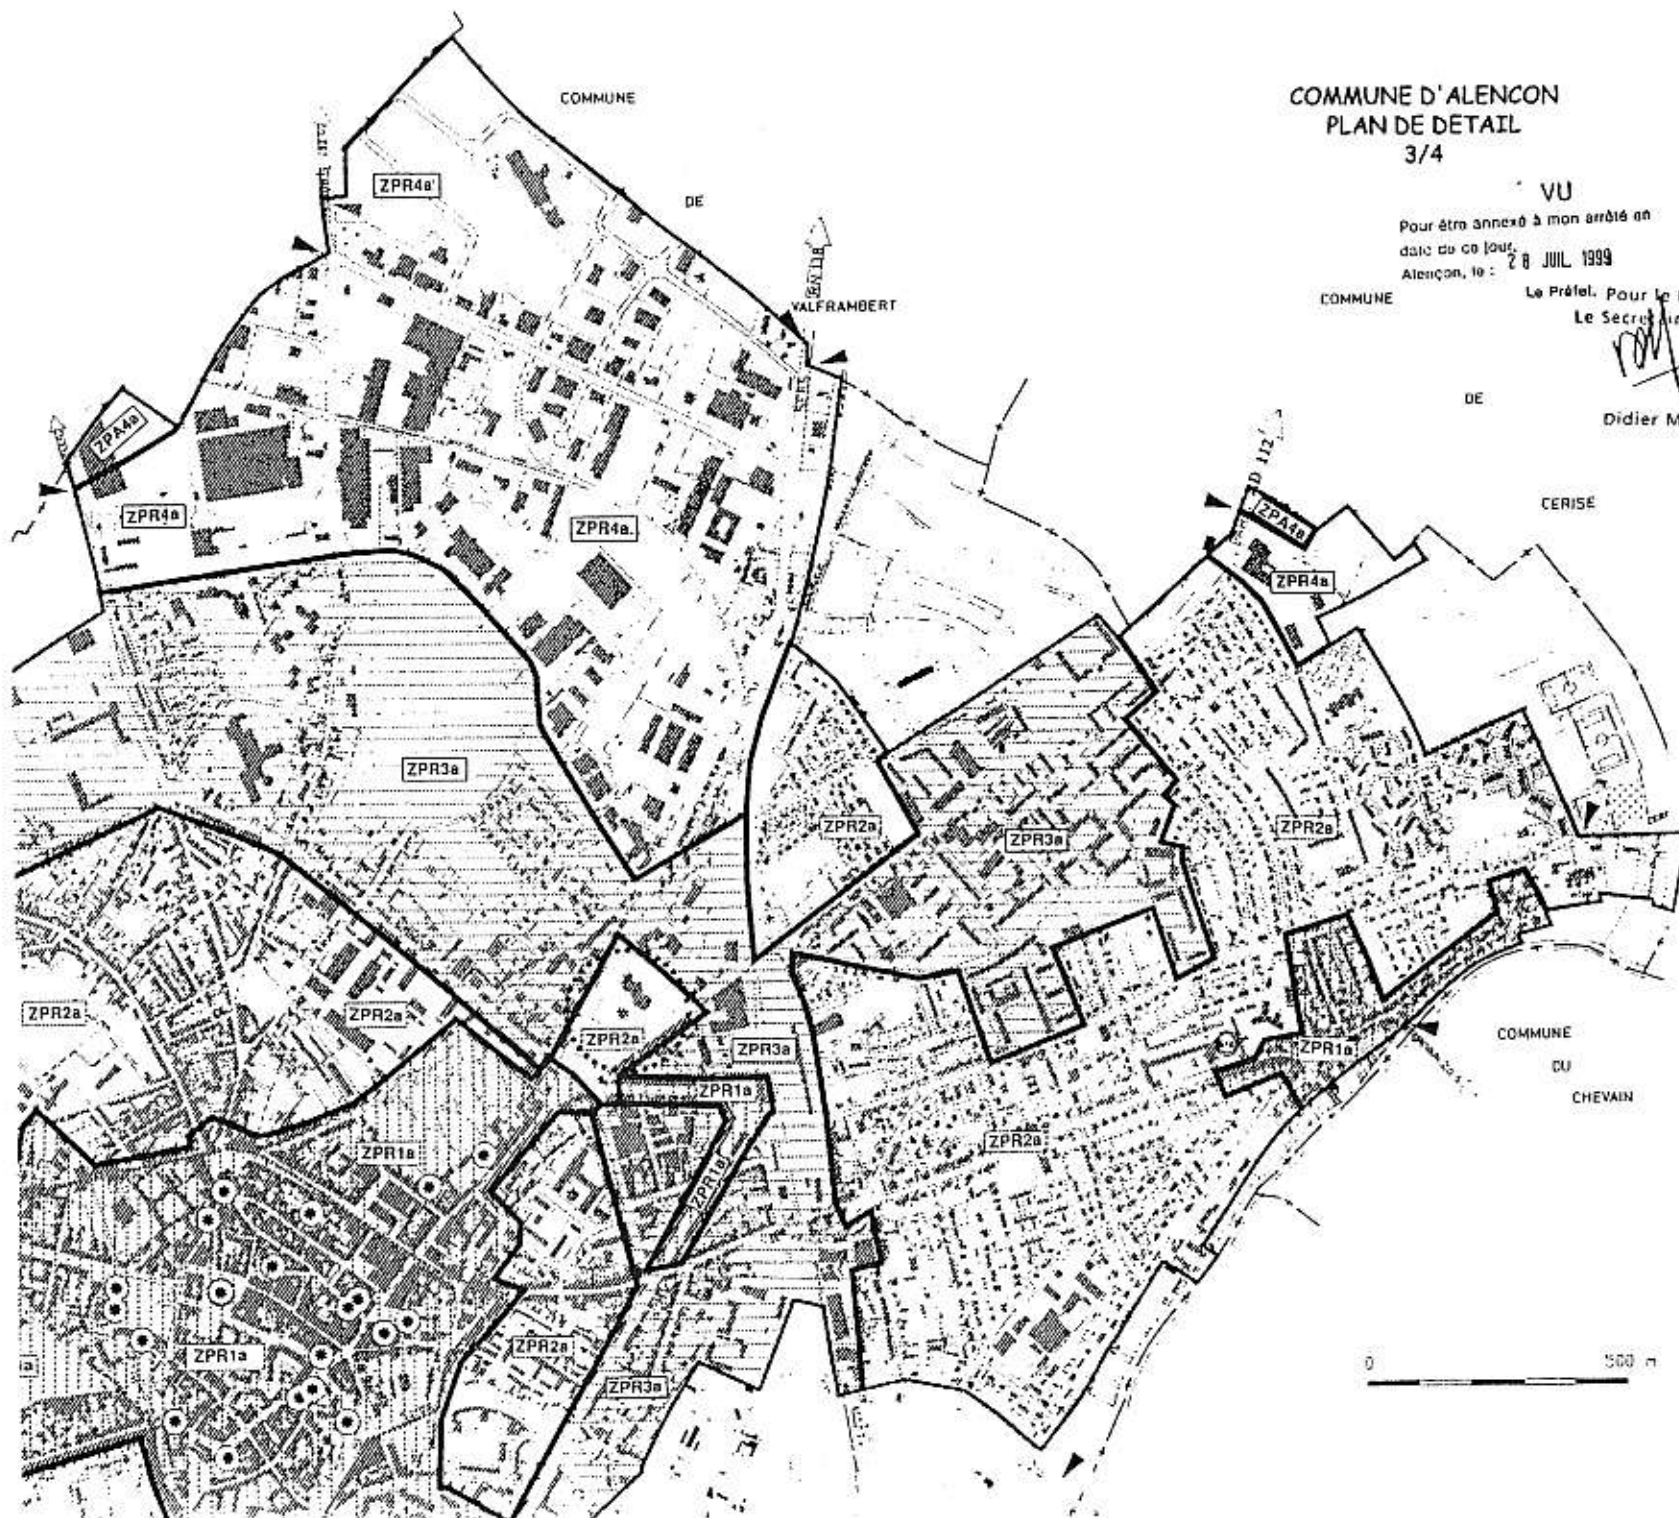 COMMUNE D'ALENCON
PLAN DE DETAIL
3/4
VU
Pour être annexé à mon arrêté en
date de ce jour,
Alençon, le : 28 JUIL 1999
Le Préfet. Pour le
Le Secrétaire
Didier M
COMMUNE
DE
VALFRAMBERT
COMMUNE
DE
CERISE
COMMUNE
DU
CHEVAIN
ZPR4a'
ZPA4a
ZPR4a
ZPR4a
ZPA4a
ZPR4a
RD 112
ZPR3a
ZPR2a
ZPR3a
ZPR2a
ZPR2a
ZPR2a
ZPR2a
ZPR3a
ZPR1a
ZPR1a
ZPR1a
ZPR2a
ZPR1a
ZPR1a
ZPR2a
ZPR3a
0
500 m